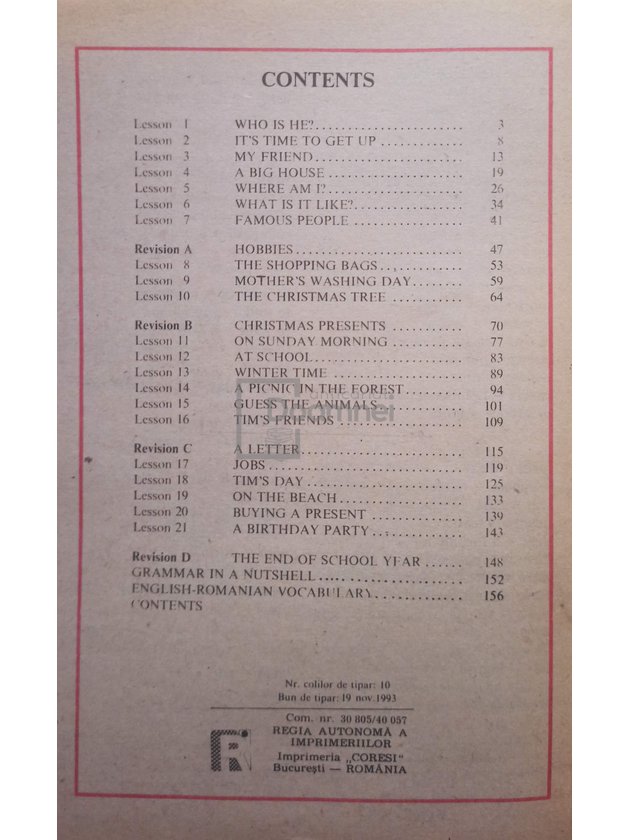 CONTENTS
Lesson 1 WHO IS HE?........................ 3
Lesson 2 IT'S TIME TO GET UP .............. 8
Lesson 3 MY FRIEND........................ 13
Lesson 4 A BIG HOUSE ...................... 19
Lesson 5 WHERE AM I?...................... 26
Lesson 6 WHAT IS IT LIKE?.................. 34
Lesson 7 FAMOUS PEOPLE .................. 41
Revision A HOBBIES........................... 47
Lesson 8 THE SHOPPING BAGS.............. 53
Lesson 9 MOTHER'S WASHING DAY........ 59
Lesson 10 THE CHRISTMAS TREE ........... 64
Revision B CHRISTMAS PRESENTS ........... 70
Lesson 11 ON SUNDAY MORNING ........... 77
Lesson 12 AT SCHOOL........................ 83
Lesson 13 WINTER TIME ..................... 89
Lesson 14 A PICNIC IN THE FOREST......... 94
Lesson 15 GUESS THE ANIMALS............. 101
Lesson 16 TIM'S FRIENDS .................... 109
Revision C A LETTER......................... 115
Lesson 17 JOBS............................... 119
Lesson 18 TIM'S DAY......................... 125
Lesson 19 ON THE BEACH................... 133
Lesson 20 BUYING A PRESENT .............. 139
Lesson 21 A BIRTHDAY PARTY.............. 143
Revision D THE END OF SCHOOL YEAR ...... 148
GRAMMAR IN A NUTSHELL...................... 152
ENGLISH-ROMANIAN VOCABULARY.............. 156
CONTENTS
Nr. colilor de tipar: 10
Bun de tipar: 19 nov. 1993
Com. nr. 30 805/40 057
REGIA AUTONOMĂ A
IMPRIMERIILOR
Imprimeria „CORESI"
București — ROMÂNIA